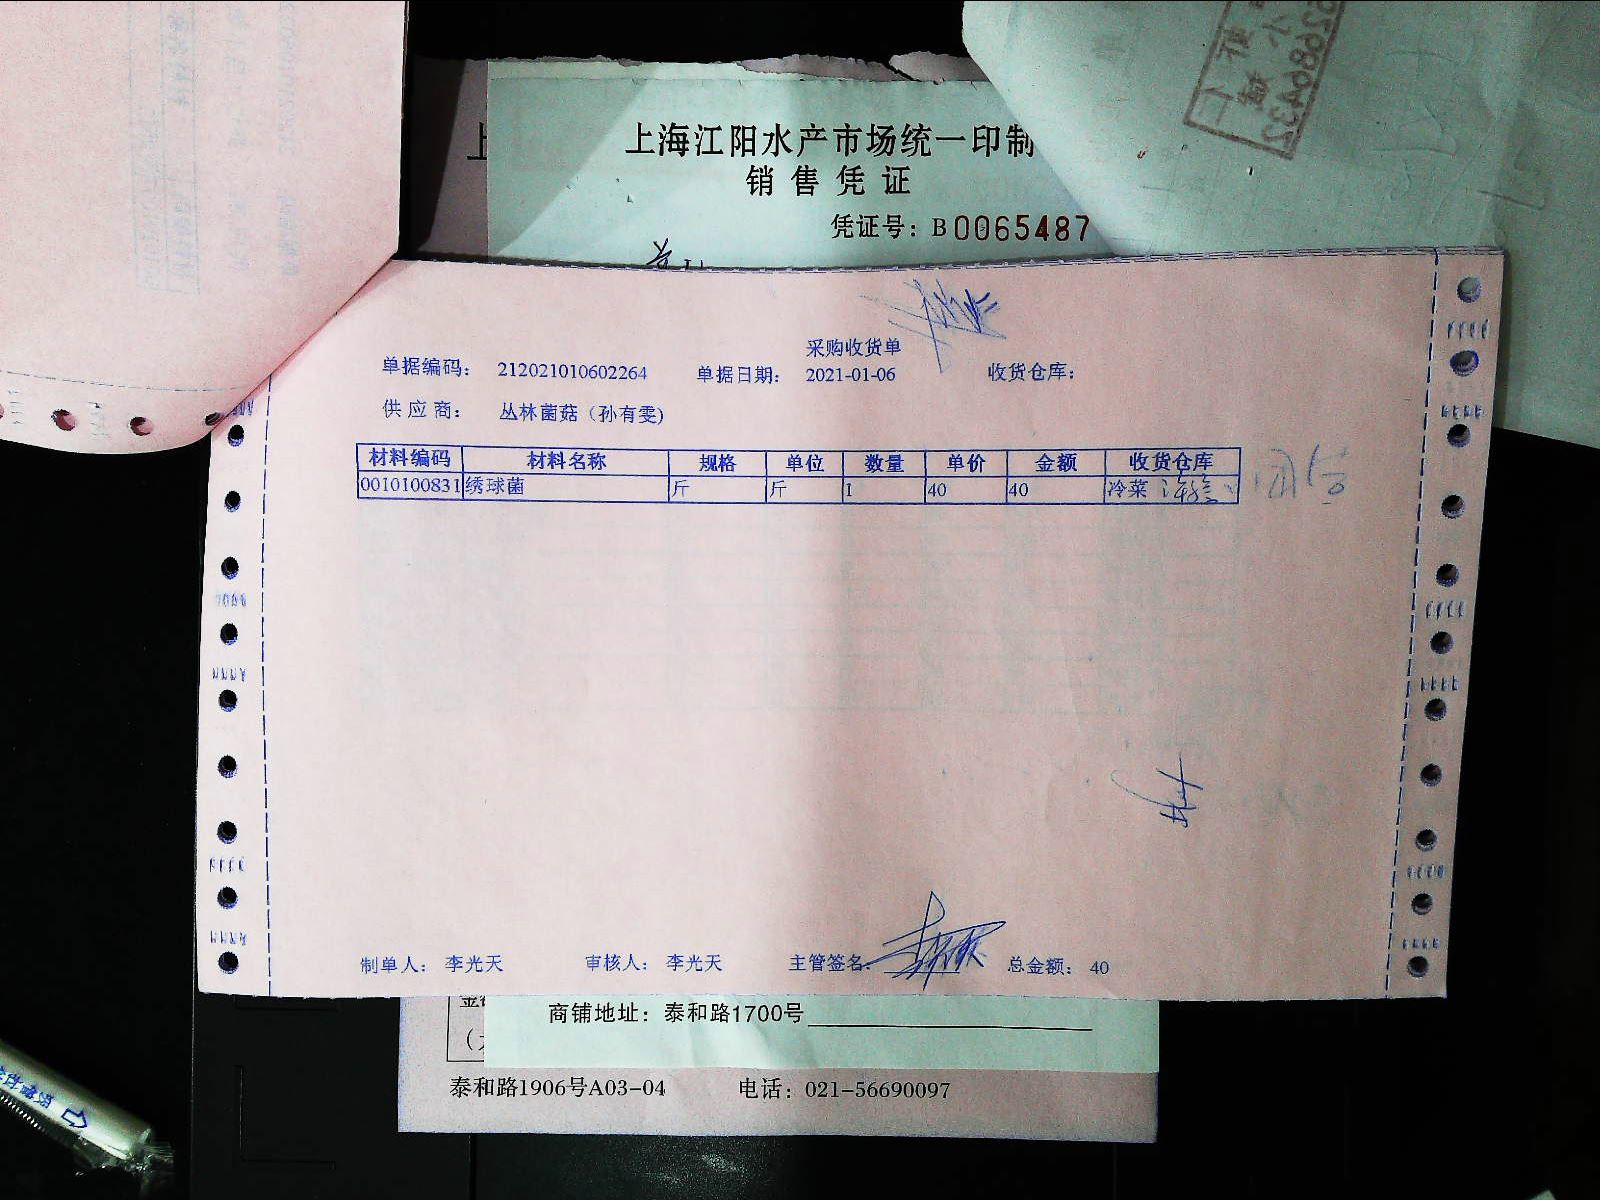 上海江阳水产市场统一印制
销售凭证
凭证号：B0065487
采购收货单
单据编码： 212021010602264 单据日期： 2021-01-06 收货仓库：
供应商： 丛林菌菇（孙有雯）
材料编码 材料名称 规格 单位 数量 单价 金额 收货仓库
0010100831 绣球菌 斤 斤 1 40 40 冷菜
制单人： 李光天 审核人： 李光天 主管签名： 总金额： 40
商铺地址：泰和路1700号
泰和路1906号A03-04 电话：021-56690097